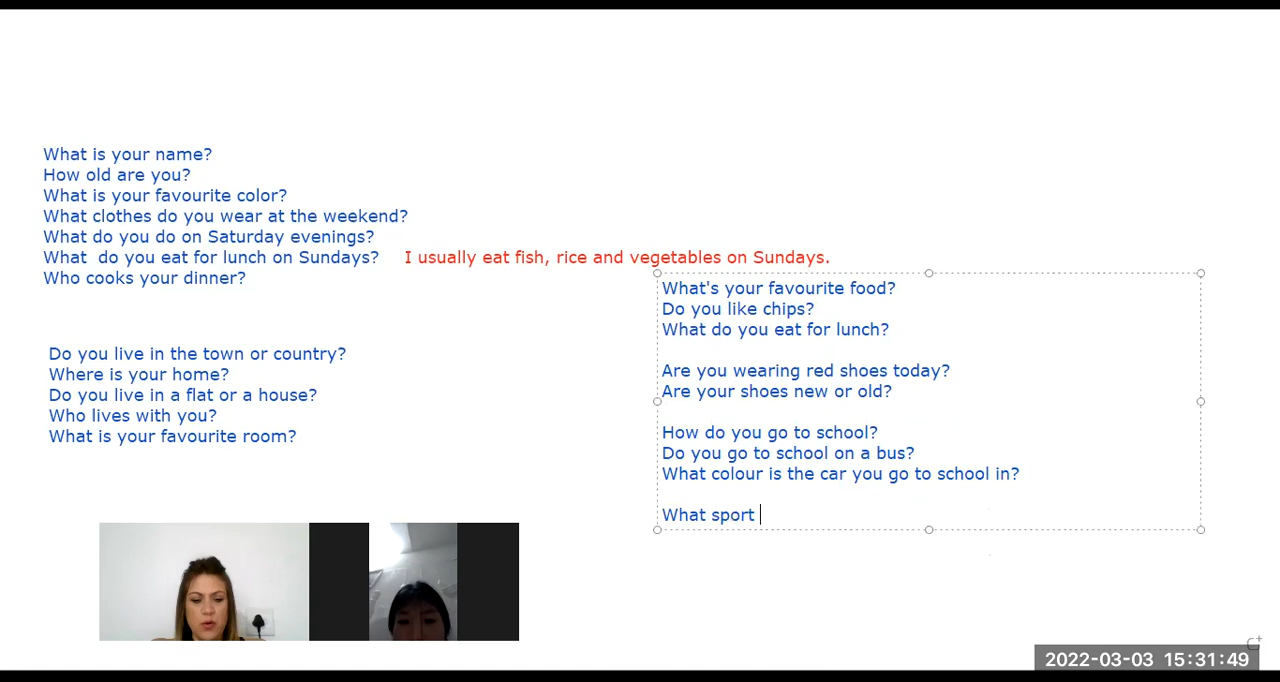 What is your name?
How old are you?
What is your favourite color?
What clothes do you wear at the weekend?
What do you do on Saturday evenings?
What  do you eat for lunch on Sundays? I usually eat fish, rice and vegetables on Sundays.
Who cooks your dinner?
Do you live in the town or country?
Where is your home?
Do you live in a flat or a house?
Who lives with you?
What is your favourite room?
What's your favourite food?
Do you like chips?
What do you eat for lunch?
Are you wearing red shoes today?
Are your shoes new or old?
How do you go to school?
Do you go to school on a bus?
What colour is the car you go to school in?
What sport
2022-03-03 15:31:49